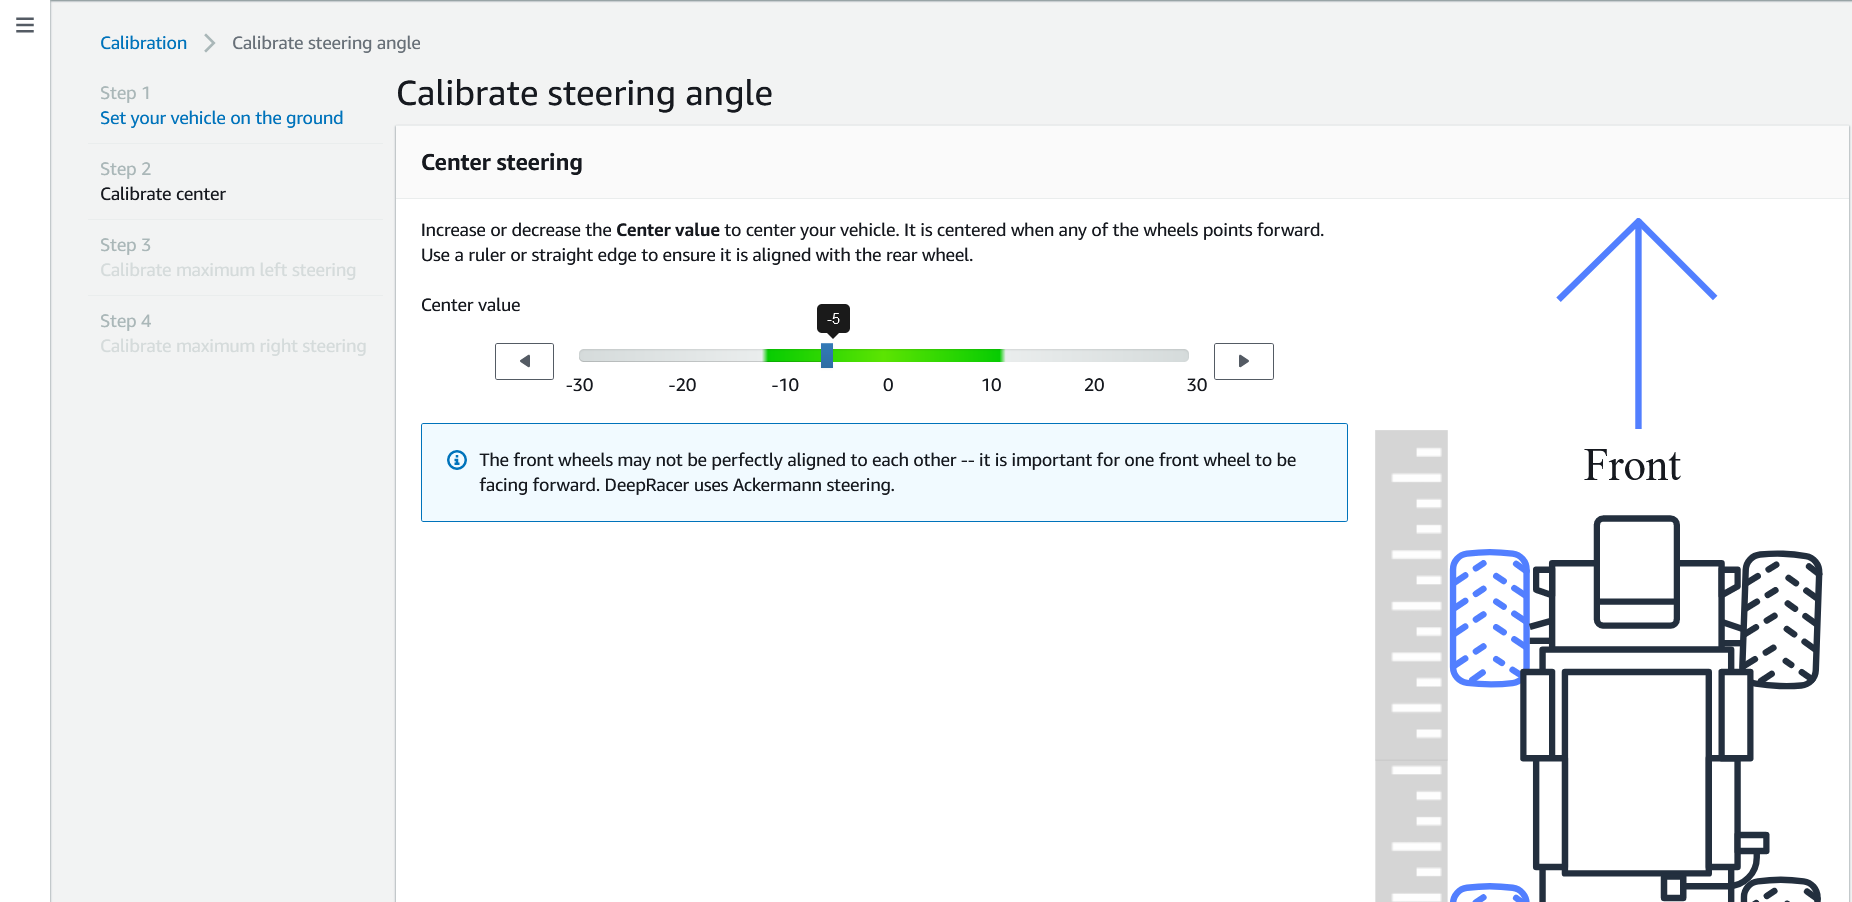 Calibration
Calibrate steering angle
Step 1
Set your vehicle on the ground
Step 2
Calibrate center
Step 3
Calibrate maximum left steering
Step 4
Calibrate maximum right steering
Calibrate steering angle
Center steering
Increase or decrease the Center value to center your vehicle. It is centered when any of the wheels points forward.
Use a ruler or straight edge to ensure it is aligned with the rear wheel.
Center value
-5
-30 -20 -10 0 10 20 30
The front wheels may not be perfectly aligned to each other -- it is important for one front wheel to be
facing forward. DeepRacer uses Ackermann steering.
Front